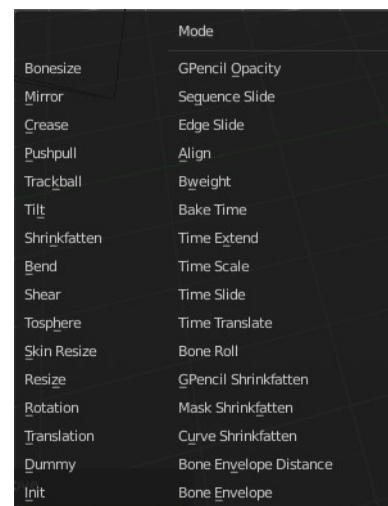 Mode
Bonesize
Mirror
Crease
Pushpull
Trackball
Tilt
Shrinkfatten
Bend
Shear
Tosphere
Skin Resize
Resize
Rotation
Translation
Dummy
Init
GPencil Opacity
Sequence Slide
Edge Slide
Align
Bweight
Bake Time
Time Extend
Time Scale
Time Slide
Time Translate
Bone Roll
GPencil Shrinkfatten
Mask Shrinkfatten
Curve Shrinkfatten
Bone Envelope Distance
Bone Envelope